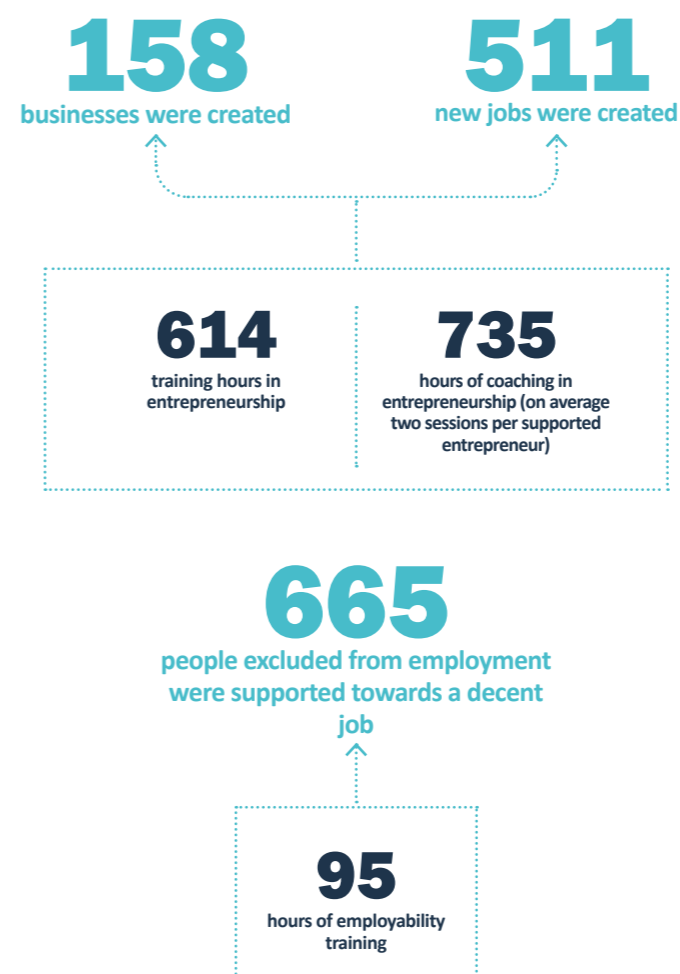 158
businesses were created
511
new jobs were created
614
training hours in
entrepreneurship
735
hours of coaching in
entrepreneurship (on average
two sessions per supported
entrepreneur)
665
people excluded from employment
were supported towards a decent
job
95
hours of employability
training